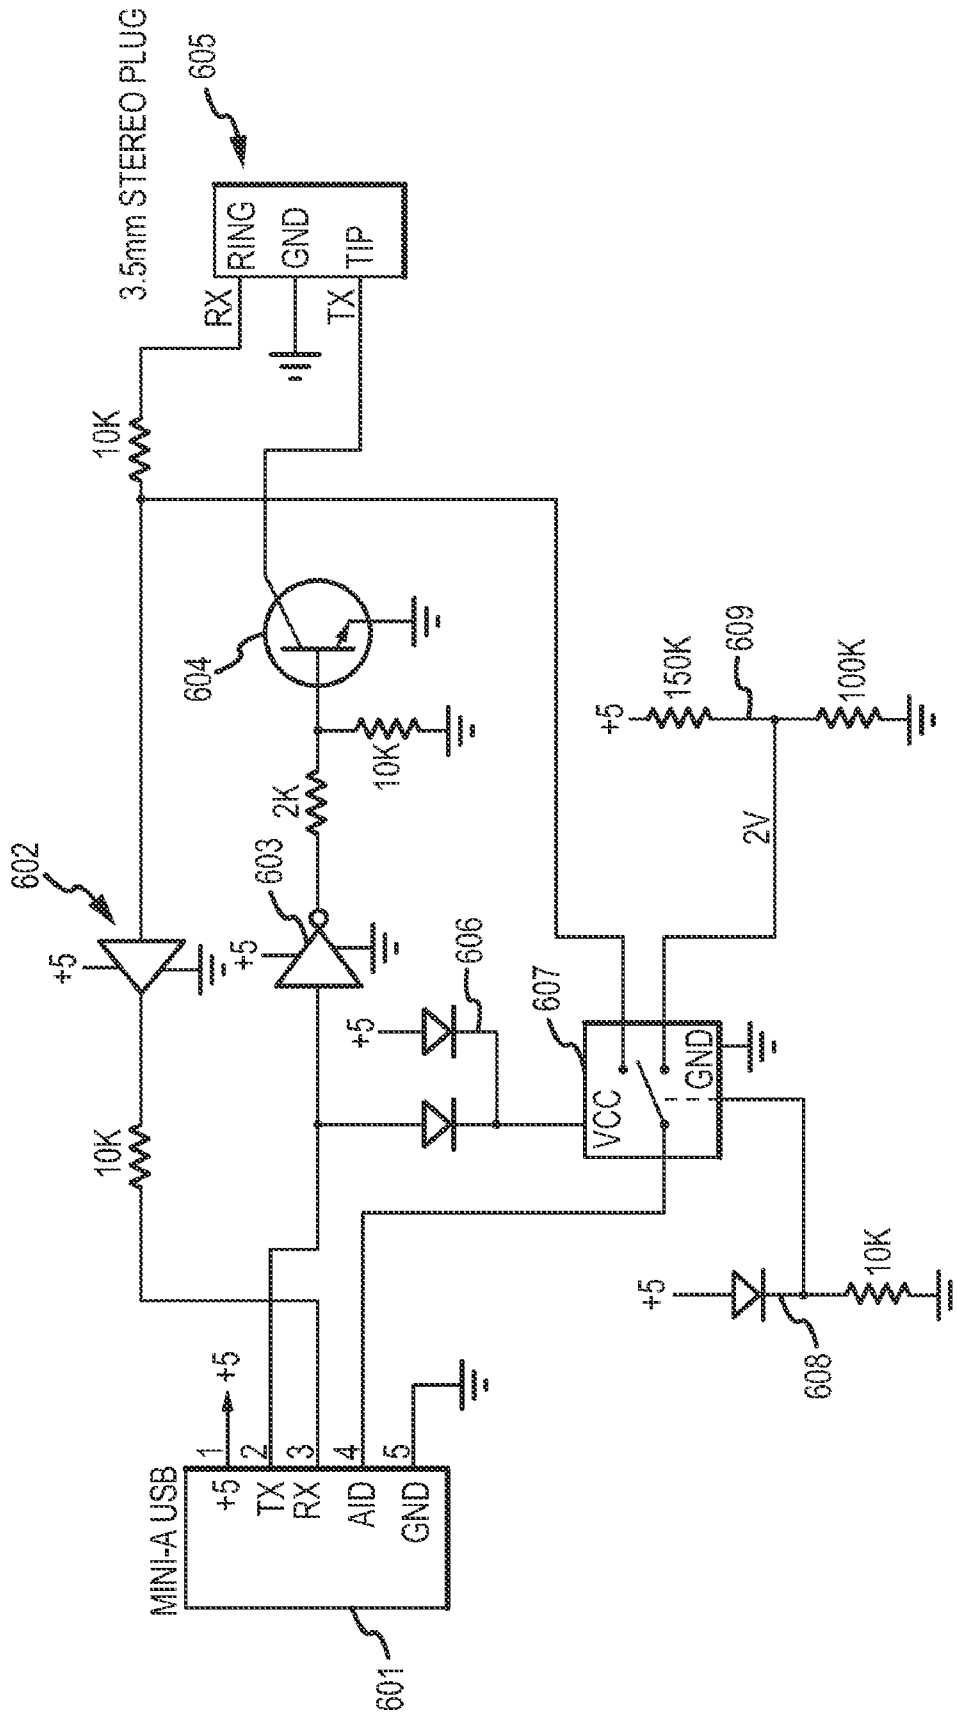 MINI-A USB
601
+5
TX
RX
AID
GND
1
2
3
4
5
+5
10K
602
+5
603
+5
2K
10K
604
10K
3.5mm STEREO PLUG
605
RX
TX
RING
GND
TIP
606
+5
607
VCC
GND
608
+5
10K
2V
609
+5
150K
100K